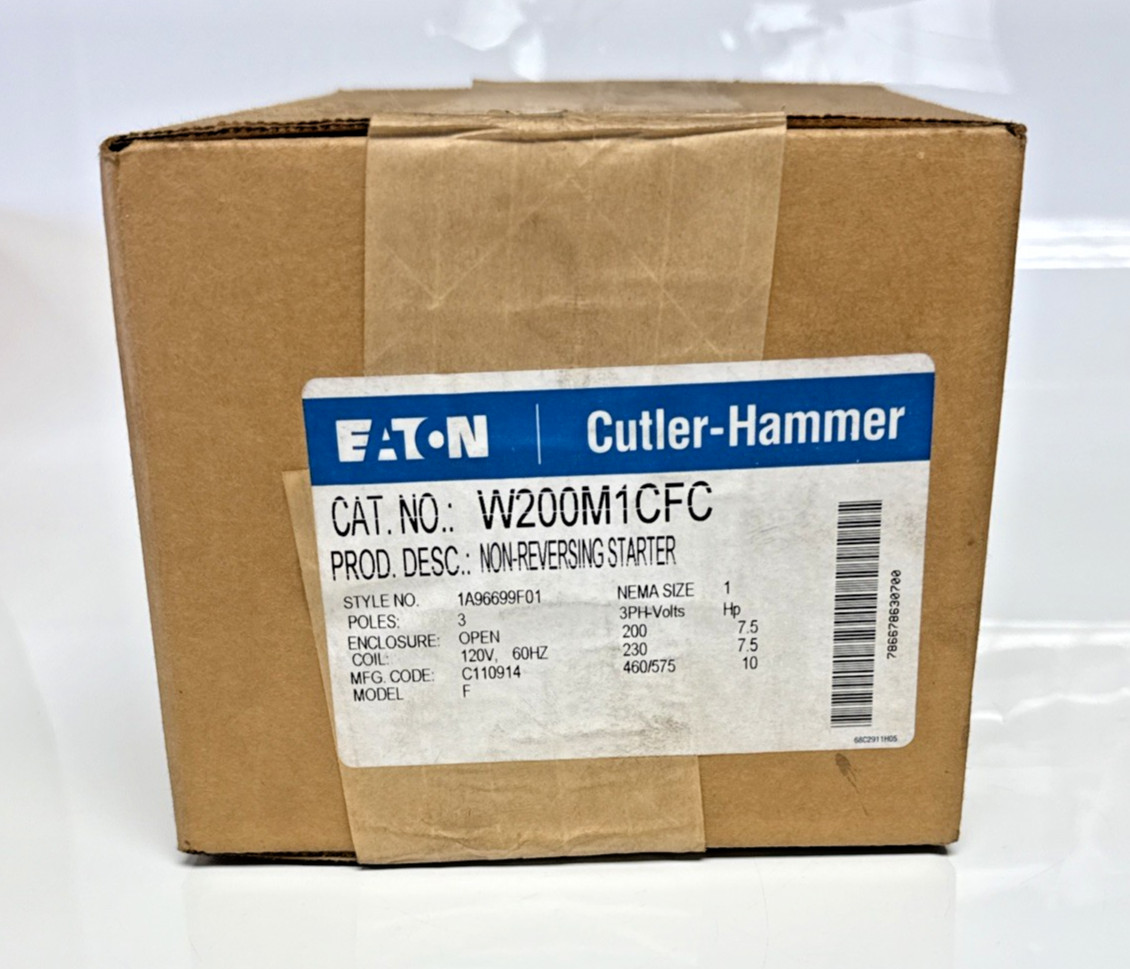 EATON | Cutler-Hammer
CAT. NO.: W200M1CFC
PROD. DESC.: NON-REVERSING STARTER
STYLE NO. 1A96699F01
POLES: 3
ENCLOSURE: OPEN
COIL: 120V, 60HZ
MFG. CODE: C110914
MODEL F
NEMA SIZE 1
3PH-Volts Hp
200 7.5
230 7.5
460/575 10
786678630700
68C2911H05